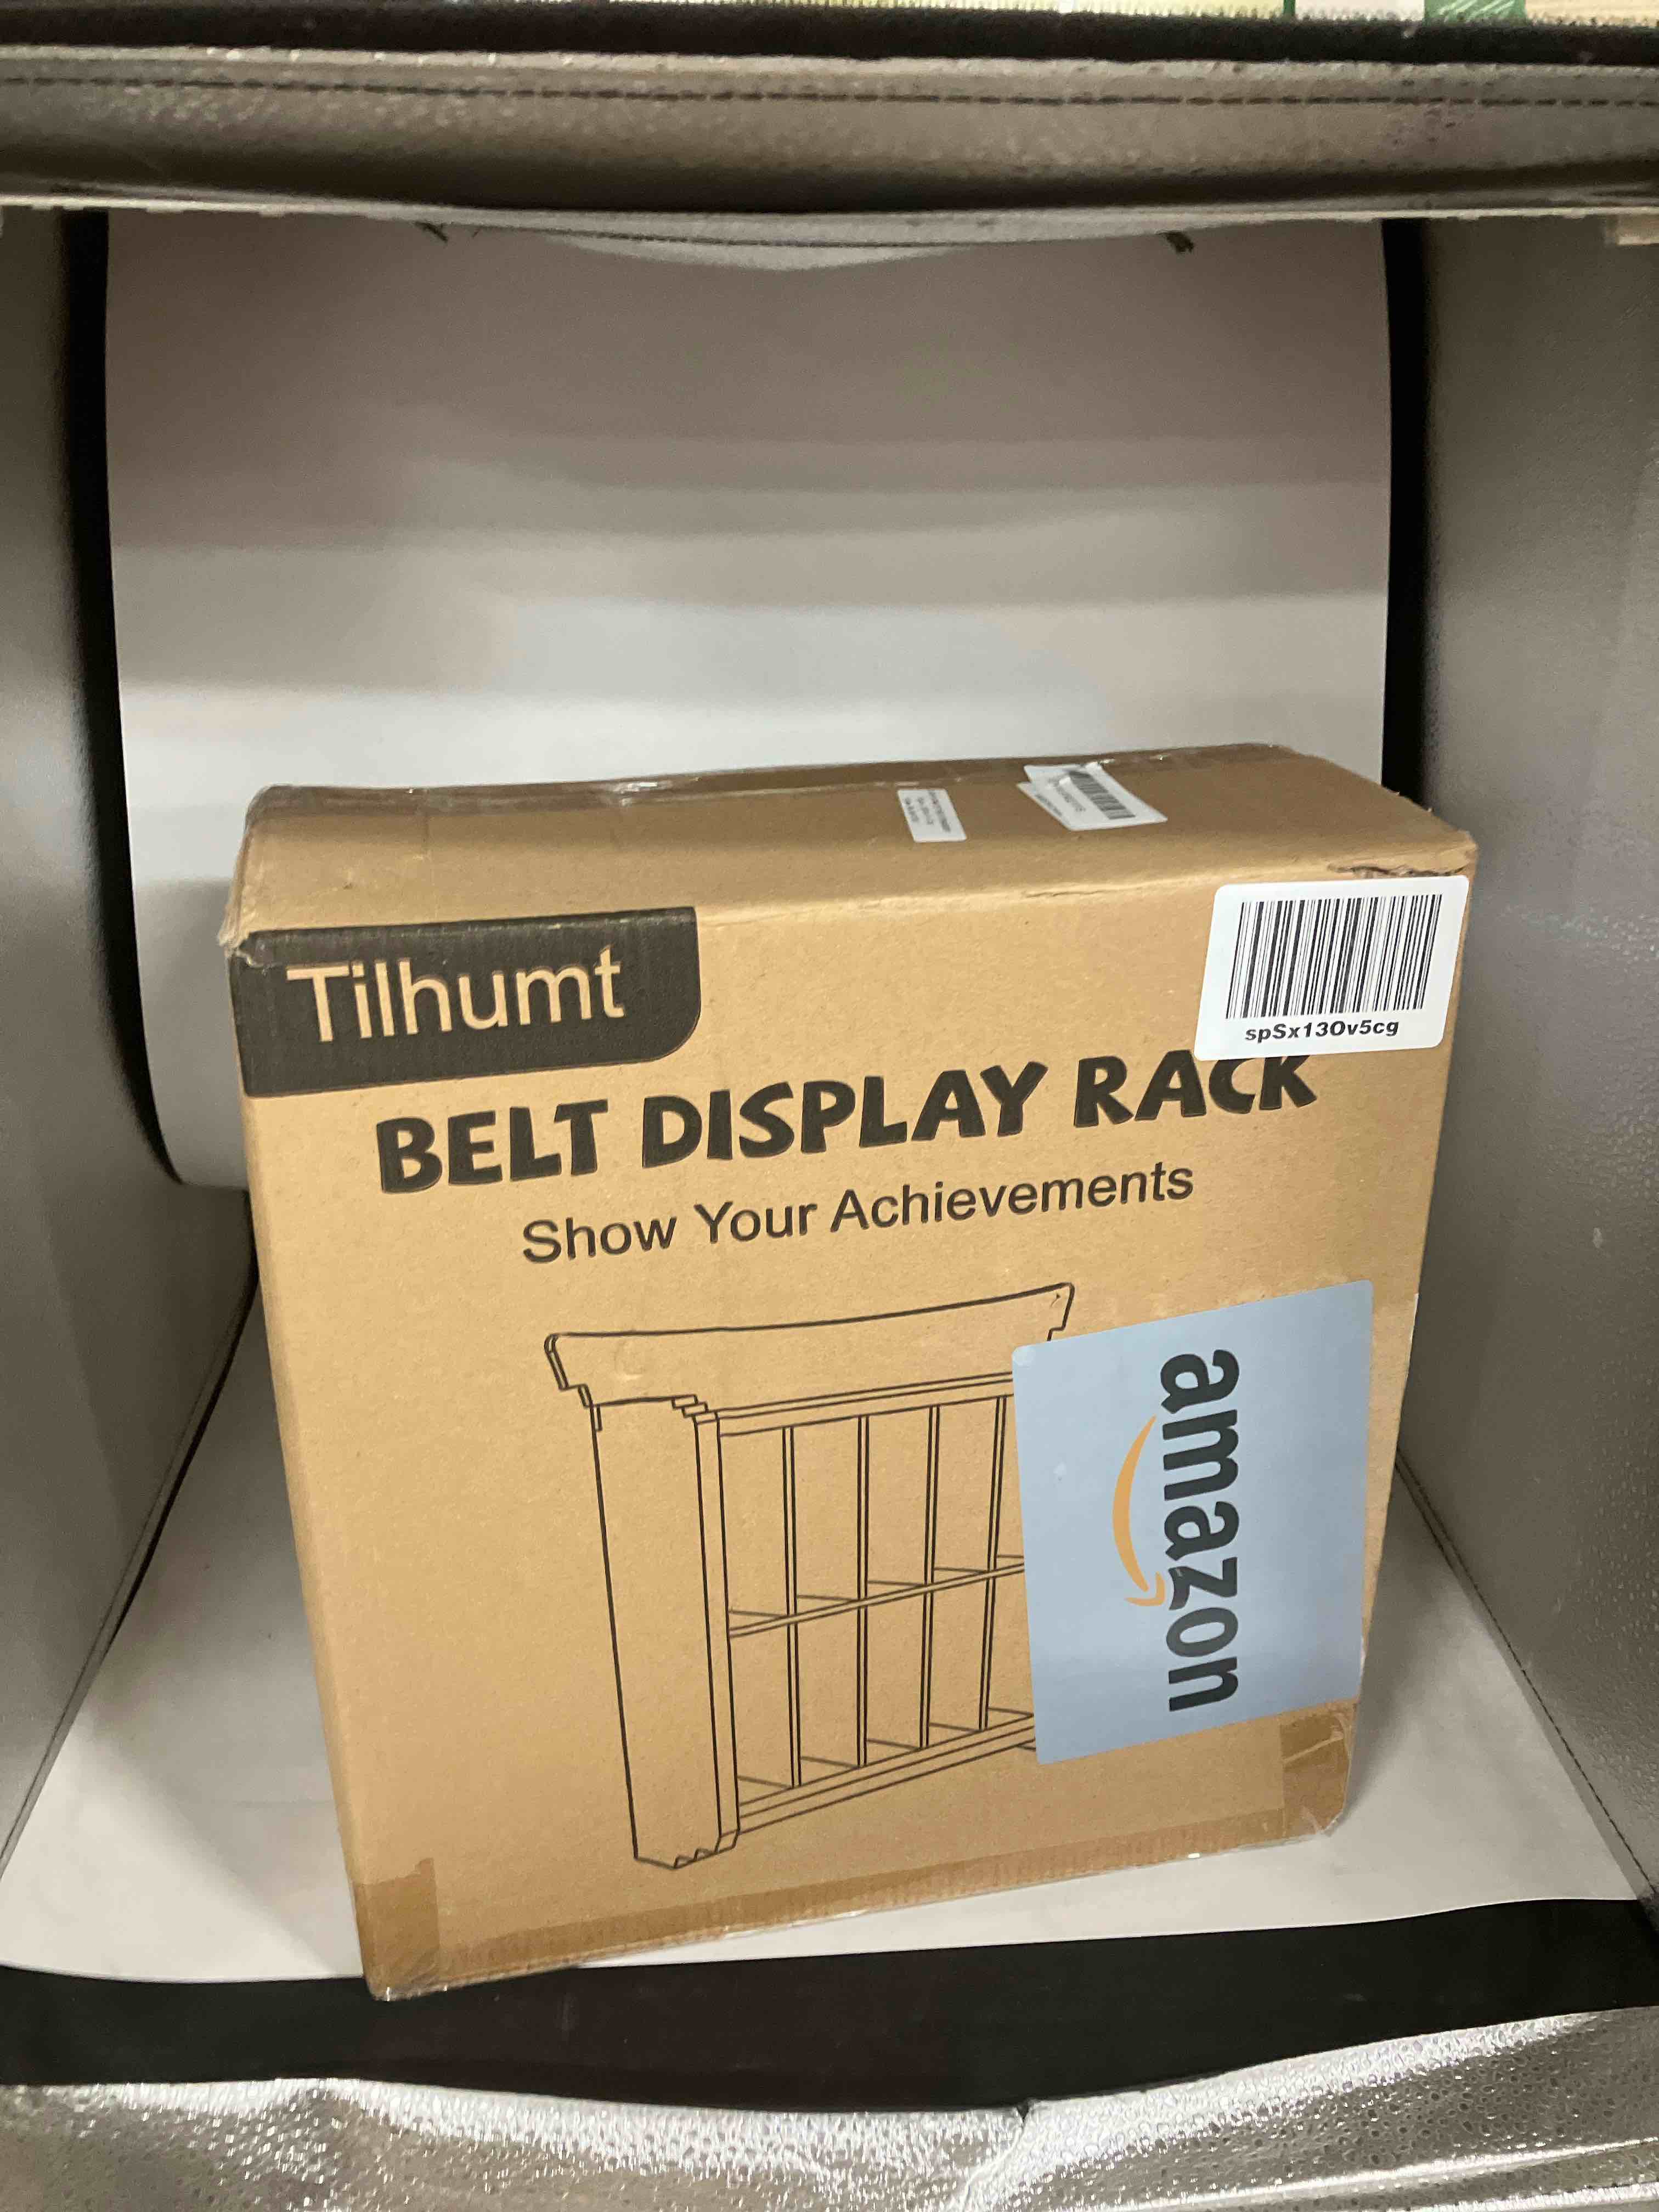 Tilhumt
spSx13Ov5cg
BELT DISPLAY RACK
Show Your Achievements
amazon